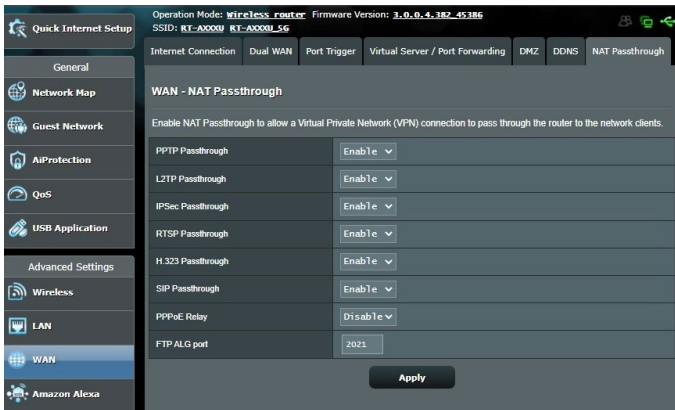 Quick Internet Setup
General
Network Map
Guest Network
AiProtection
QoS
USB Application
Advanced Settings
Wireless
LAN
WAN
Amazon Alexa
Operation Mode: Wireless router Firmware Version: 3.0.0.4.382_45386
SSID: RT-AXXXU RT-AXXXU_5G
Internet Connection Dual WAN Port Trigger Virtual Server / Port Forwarding DMZ DDNS NAT Passthrough
WAN - NAT Passthrough
Enable NAT Passthrough to allow a Virtual Private Network (VPN) connection to pass through the router to the network clients.
PPTP Passthrough Enable
L2TP Passthrough Enable
IPSec Passthrough Enable
RTSP Passthrough Enable
H.323 Passthrough Enable
SIP Passthrough Enable
PPPoE Relay Disable
FTP ALG port 2021
Apply